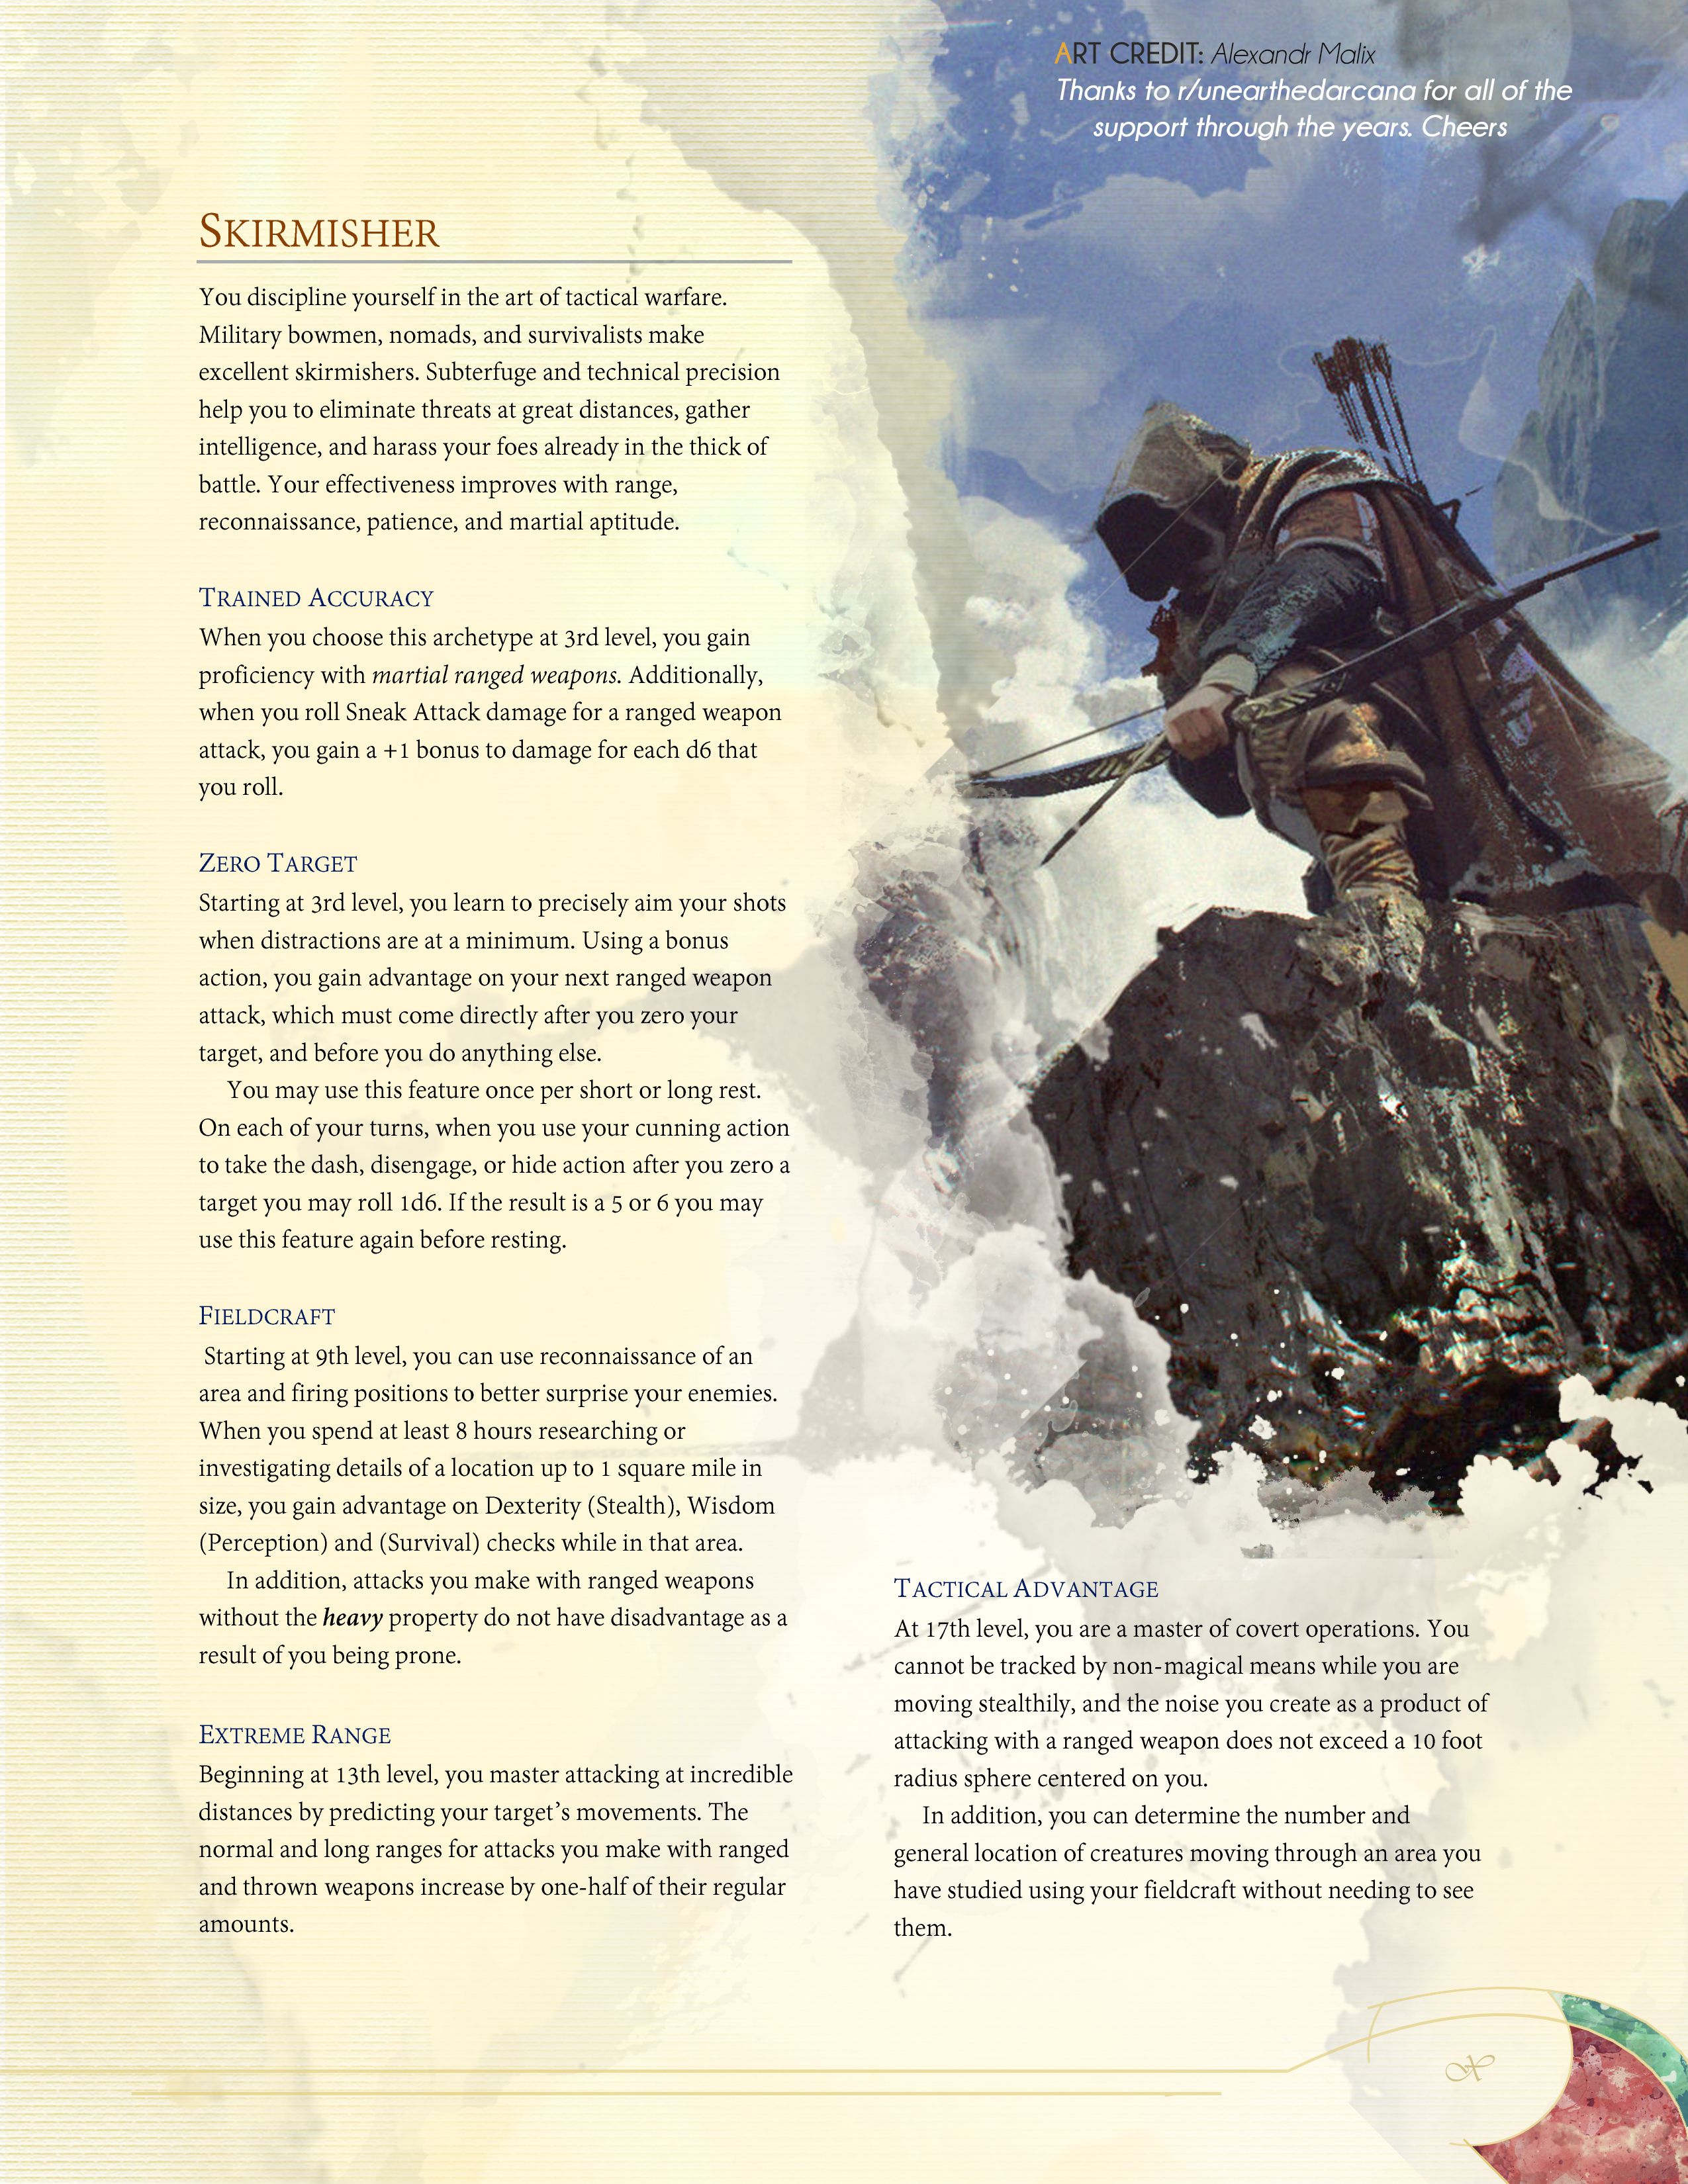 ART CREDIT: Alexandr Malix
Thanks to r/unearthedarcana for all of the
support through the years. Cheers
SKIRMISHER
You discipline yourself in the art of tactical warfare.
Military bowmen, nomads, and survivalists make
excellent skirmishers. Subterfuge and technical precision
help you to eliminate threats at great distances, gather
intelligence, and harass your foes already in the thick of
battle. Your effectiveness improves with range,
reconnaissance, patience, and martial aptitude.
TRAINED ACCURACY
When you choose this archetype at 3rd level, you gain
proficiency with martial ranged weapons. Additionally,
when you roll Sneak Attack damage for a ranged weapon
attack, you gain a +1 bonus to damage for each d6 that
you roll.
ZERO TARGET
Starting at 3rd level, you learn to precisely aim your shots
when distractions are at a minimum. Using a bonus
action, you gain advantage on your next ranged weapon
attack, which must come directly after you zero your
target, and before you do anything else.
You may use this feature once per short or long rest.
On each of your turns, when you use your cunning action
to take the dash, disengage, or hide action after you zero a
target you may roll 1d6. If the result is a 5 or 6 you may
use this feature again before resting.
FIELDCRAFT
Starting at 9th level, you can use reconnaissance of an
area and firing positions to better surprise your enemies.
When you spend at least 8 hours researching or
investigating details of a location up to 1 square mile in
size, you gain advantage on Dexterity (Stealth), Wisdom
(Perception) and (Survival) checks while in that area.
In addition, attacks you make with ranged weapons
without the heavy property do not have disadvantage as a
result of you being prone.
EXTREME RANGE
Beginning at 13th level, you master attacking at incredible
distances by predicting your target's movements. The
normal and long ranges for attacks you make with ranged
and thrown weapons increase by one-half of their regular
amounts.
TACTICAL ADVANTAGE
At 17th level, you are a master of covert operations. You
cannot be tracked by non-magical means while you are
moving stealthily, and the noise you create as a product of
attacking with a ranged weapon does not exceed a 10 foot
radius sphere centered on you.
In addition, you can determine the number and
general location of creatures moving through an area you
have studied using your fieldcraft without needing to see
them.